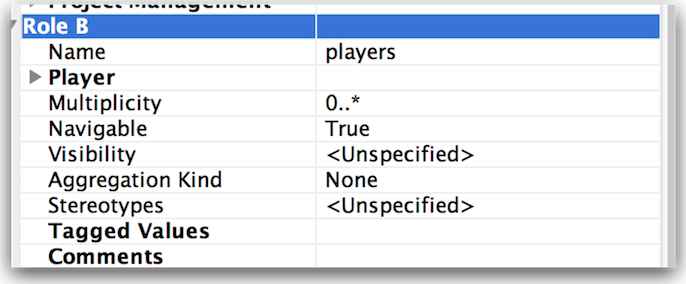 Project Management
Role B
Name players
Player
Multiplicity 0..*
Navigable True
Visibility <Unspecified>
Aggregation Kind None
Stereotypes <Unspecified>
Tagged Values
Comments